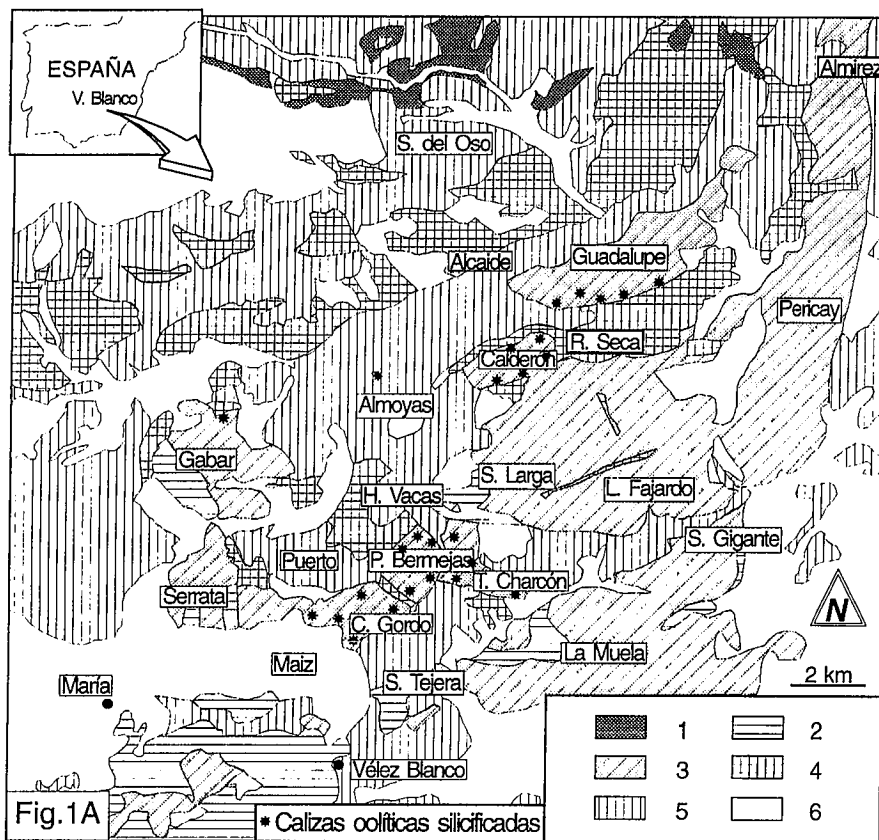 ESPAÑA
V. Blanco
Almirez
S. del Oso
Alcaide
Guadalupe
Pericay
R. Seca
Calderón
Almoyas
Gabar
S. Larga
L. Fajardo
H. Vacas
S. Gigante
Puerto
P. Bermejas
T. Charcón
Serrata
C. Gordo
N
Maiz
La Muela
María
S. Tejera
2 km
1
2
Vélez Blanco
3
4
Fig.1A
* Calizas oolíticas silicificadas
5
6